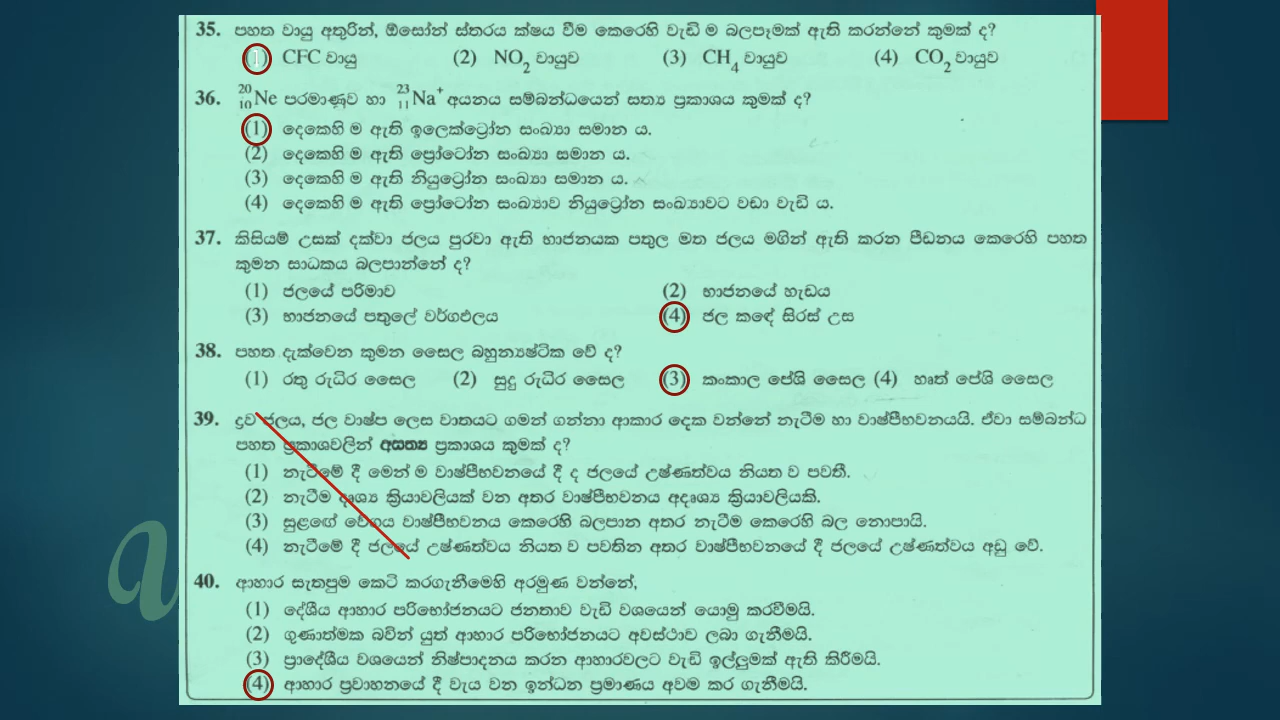 35. පහත වායු අතුරින්, ඕසෝන් ස්තරය ක්ෂය වීම කෙරෙහි වැඩි ම බලපෑමක් ඇති කරන්නේ කුමක් ද?
(1) CFC වායු (2) NO₂ වායුව (3) CH₄ වායුව (4) CO₂ වායුව
36. ²⁰₁₀Ne පරමාණුව හා ²³₁₁Na⁺ අයනය සම්බන්ධයෙන් සත්‍ය ප්‍රකාශය කුමක් ද?
(1) දෙකෙහි ම ඇති ඉලෙක්ට්‍රෝන සංඛ්‍යා සමාන ය.
(2) දෙකෙහි ම ඇති ප්‍රෝටෝන සංඛ්‍යා සමාන ය.
(3) දෙකෙහි ම ඇති නියුට්‍රෝන සංඛ්‍යා සමාන ය.
(4) දෙකෙහි ම ඇති ප්‍රෝටෝන සංඛ්‍යාව නියුට්‍රෝන සංඛ්‍යාවට වඩා වැඩි ය.
37. කිසියම් උසක් දක්වා ජලය පුරවා ඇති භාජනයක පතුල මත ජලය මගින් ඇති කරන පීඩනය කෙරෙහි පහත
කුමන සාධකය බලපාන්නේ ද?
(1) ජලයේ පරිමාව (2) භාජනයේ හැඩය
(3) භාජනයේ පතුලේ වර්ගඵලය (4) ජල කඳේ සිරස් උස
38. පහත දැක්වෙන කුමන සෛල බහුන්‍යෂ්ටික වේ ද?
(1) රතු රුධිර සෛල (2) සුදු රුධිර සෛල (3) කංකාල පේශි සෛල (4) හෘත් පේශි සෛල
39. ද්‍රව ජලය, ජල වාෂ්ප ලෙස වාතයට ගමන් ගන්නා ආකාර දෙක වන්නේ නැටීම හා වාෂ්පීභවනයයි. ඒවා සම්බන්ධ
පහත ප්‍රකාශවලින් අසත්‍ය ප්‍රකාශය කුමක් ද?
(1) නැටීමේ දී මෙන් ම වාෂ්පීභවනයේ දී ද ජලයේ උෂ්ණත්වය නියත ව පවතී.
(2) නැටීම දෘශ්‍ය ක්‍රියාවලියක් වන අතර වාෂ්පීභවනය අදෘශ්‍ය ක්‍රියාවලියකි.
(3) සුළඟේ වේගය වාෂ්පීභවනය කෙරෙහි බලපාන අතර නැටීම කෙරෙහි බල නොපායි.
(4) නැටීමේ දී ජලයේ උෂ්ණත්වය නියත ව පවතින අතර වාෂ්පීභවනයේ දී ජලයේ උෂ්ණත්වය අඩු වේ.
40. ආහාර සැතපුම කෙටි කරගැනීමෙහි අරමුණ වන්නේ,
(1) දේශීය ආහාර පරිභෝජනයට ජනතාව වැඩි වශයෙන් යොමු කරවීමයි.
(2) ගුණාත්මක බවින් යුත් ආහාර පරිභෝජනයට අවස්ථාව ලබා ගැනීමයි.
(3) ප්‍රාදේශීය වශයෙන් නිෂ්පාදනය කරන ආහාරවලට වැඩි ඉල්ලුමක් ඇති කිරීමයි.
(4) ආහාර ප්‍රවාහනයේ දී වැය වන ඉන්ධන ප්‍රමාණය අවම කර ගැනීමයි.